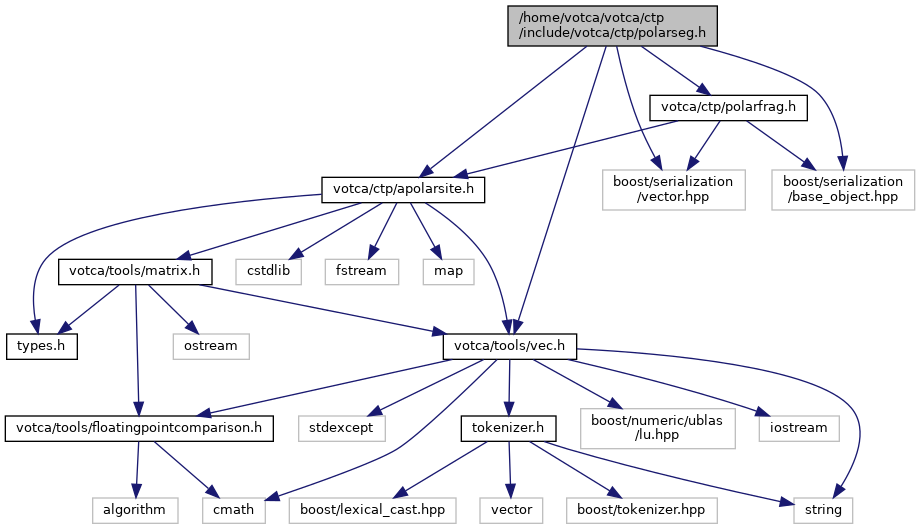 /home/votca/votca/ctp
/include/votca/ctp/polarseg.h
votca/ctp/polarfrag.h
votca/ctp/apolarsite.h
boost/serialization
/vector.hpp
boost/serialization
/base_object.hpp
votca/tools/matrix.h
cstdlib
fstream
map
types.h
ostream
votca/tools/vec.h
votca/tools/floatingpointcomparison.h
stdexcept
tokenizer.h
boost/numeric/ublas
/lu.hpp
iostream
algorithm
cmath
boost/lexical_cast.hpp
vector
boost/tokenizer.hpp
string